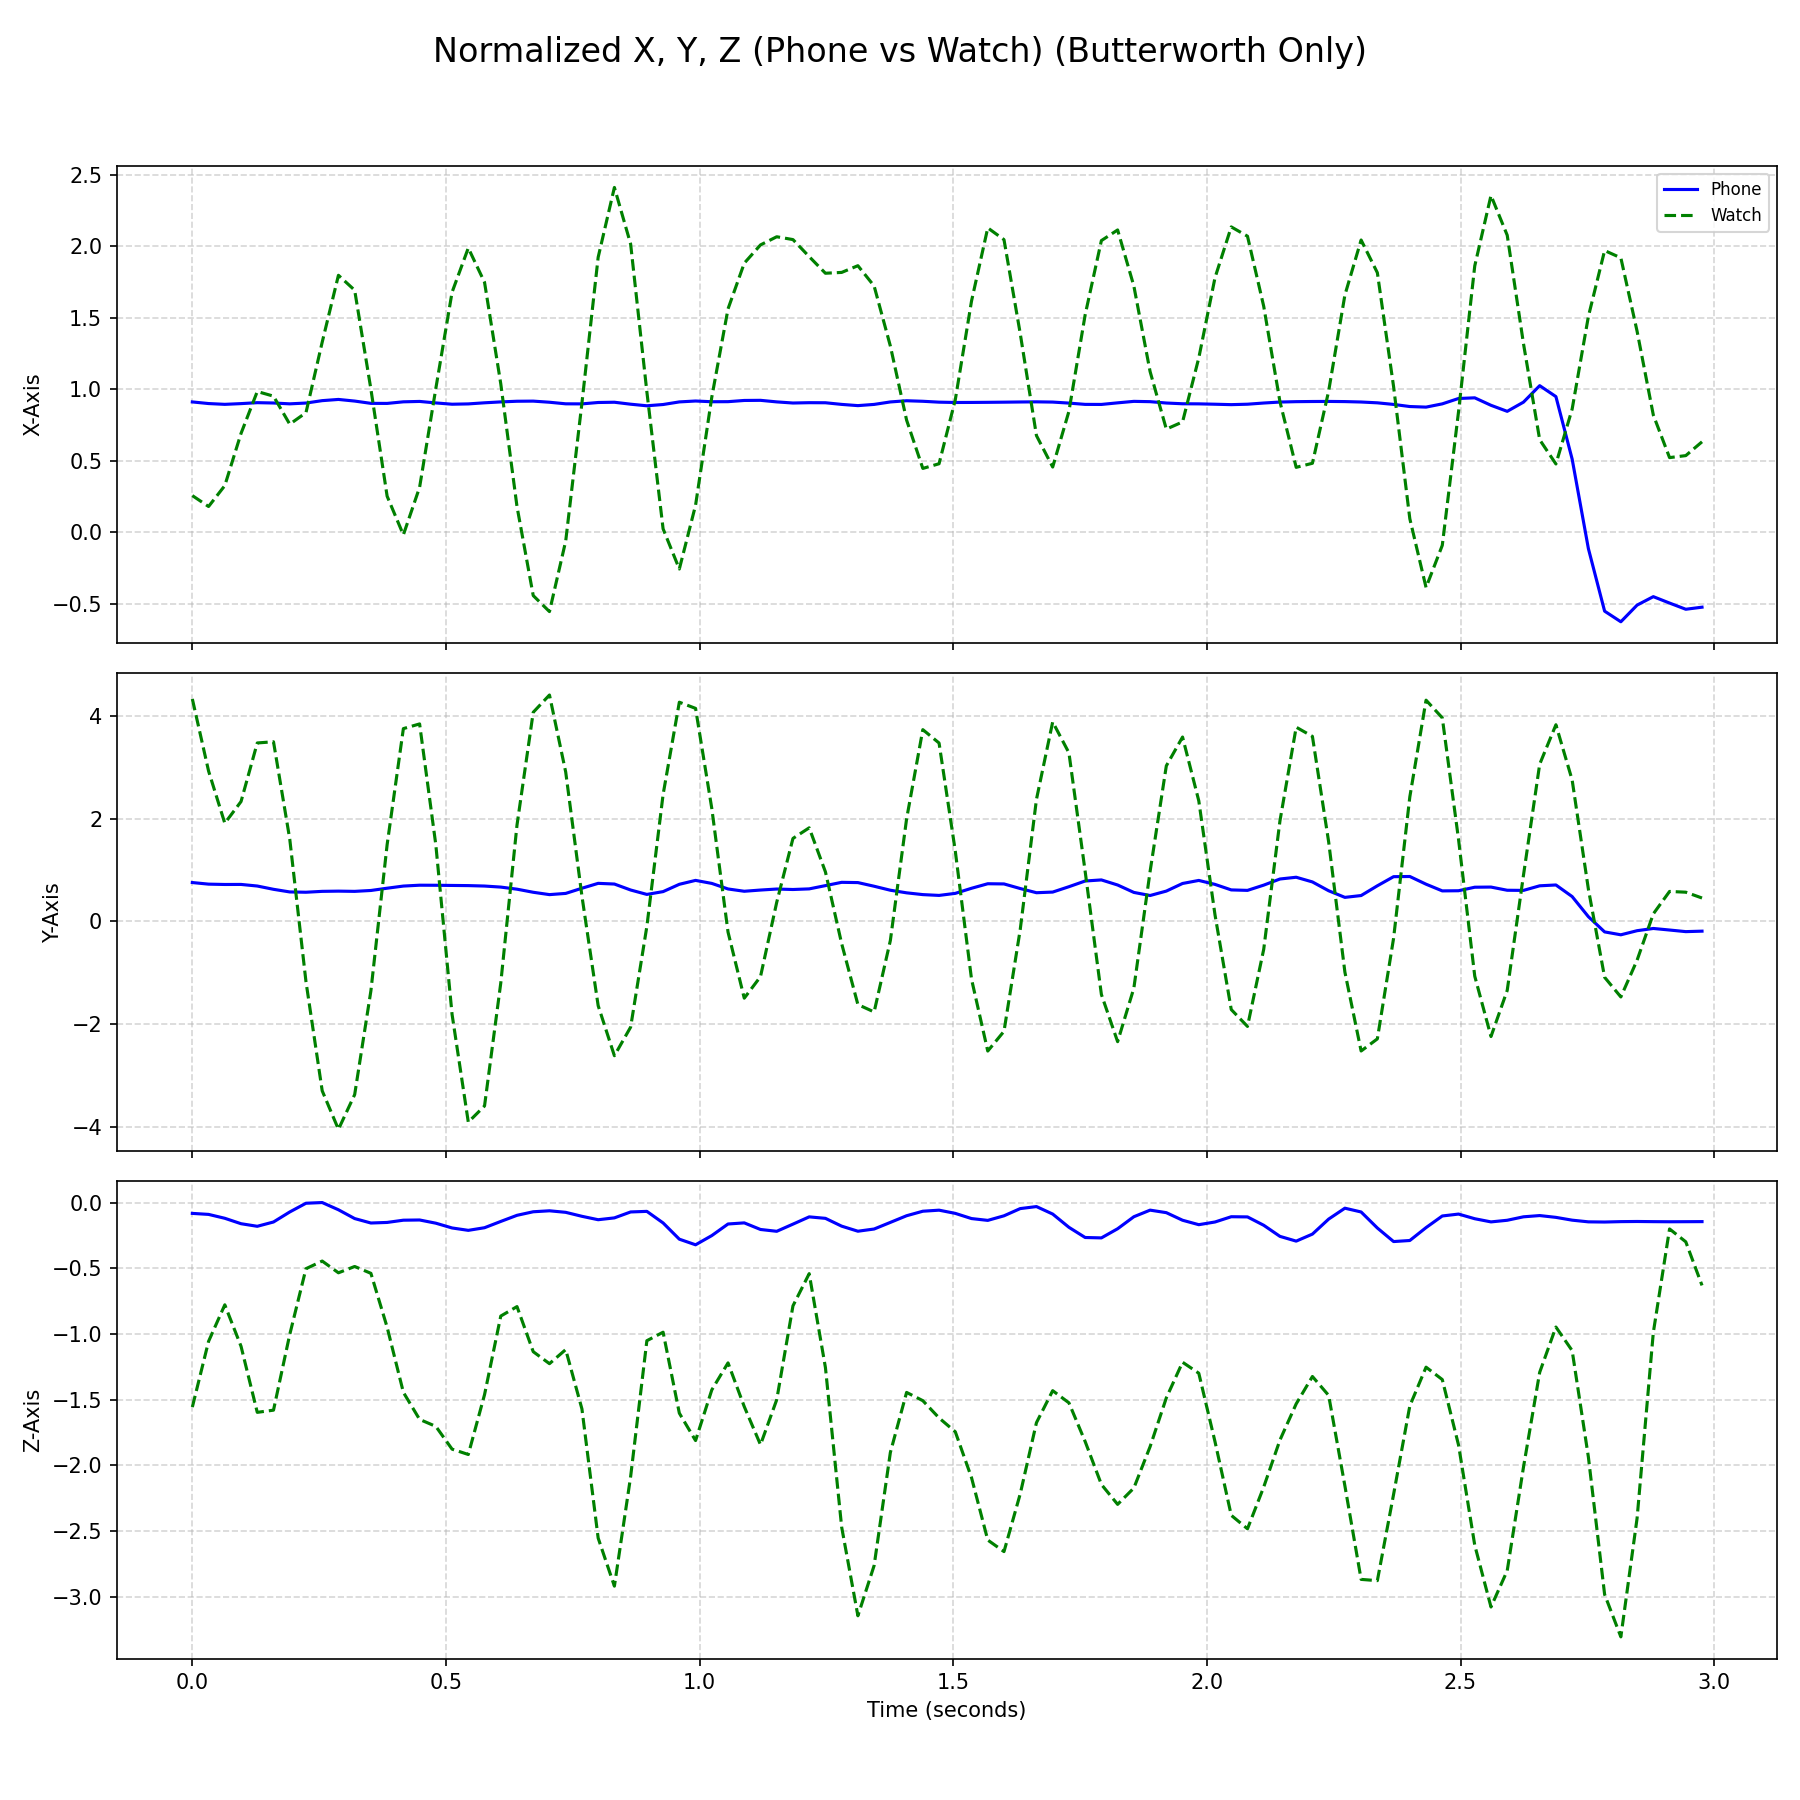 Normalized X, Y, Z (Phone vs Watch) (Butterworth Only)
Phone
Watch
X-Axis
2.5
2.0
1.5
1.0
0.5
0.0
−0.5
Y-Axis
4
2
0
−2
−4
Z-Axis
0.0
−0.5
−1.0
−1.5
−2.0
−2.5
−3.0
0.0 0.5 1.0 1.5 2.0 2.5 3.0
Time (seconds)